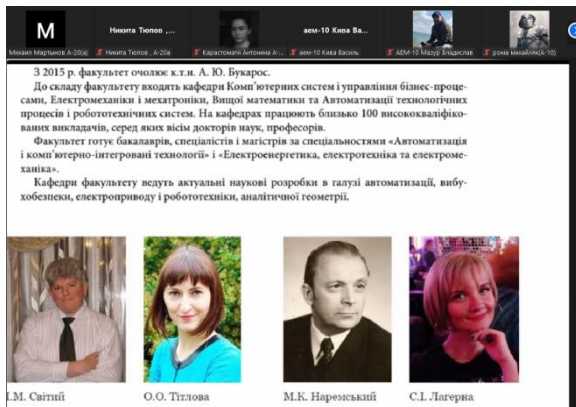 M
Никита Тюпов ,...
аем-10 Кива Ва...
Михаил Мартынов А-20(а)
Никита Тюпов , А-20а
Карастомати Антонина А-...
аем-10 Кива Василь
АЕМ-10 Мазур Владислав
рома михайляк(А-10)
З 2015 р. факультет очолює к.т.н. А. Ю. Букарос.
До складу факультету входять кафедри Комп’ютерних систем і управління бізнес-проце-
сами, Електромеханіки і мехатроніки, Вищої математики та Автоматизації технологічних
процесів і робототехнічних систем. На кафедрах працюють близько 100 висококваліфіко-
ваних викладачів, серед яких вісім докторів наук, професорів.
Факультет готує бакалаврів, спеціалістів і магістрів за спеціальностями «Автоматизація
і комп’ютерно-інтегровані технології» і «Електроенергетика, електротехніка та електроме-
ханіка».
Кафедри факультету ведуть актуальні наукові розробки в галузі автоматизації, вибу-
хобезпеки, електроприводу і робототехніки, аналітичної геометрії.
І.М. Світий
О.О. Тітлова
М.К. Наремський
С.І. Лагерна